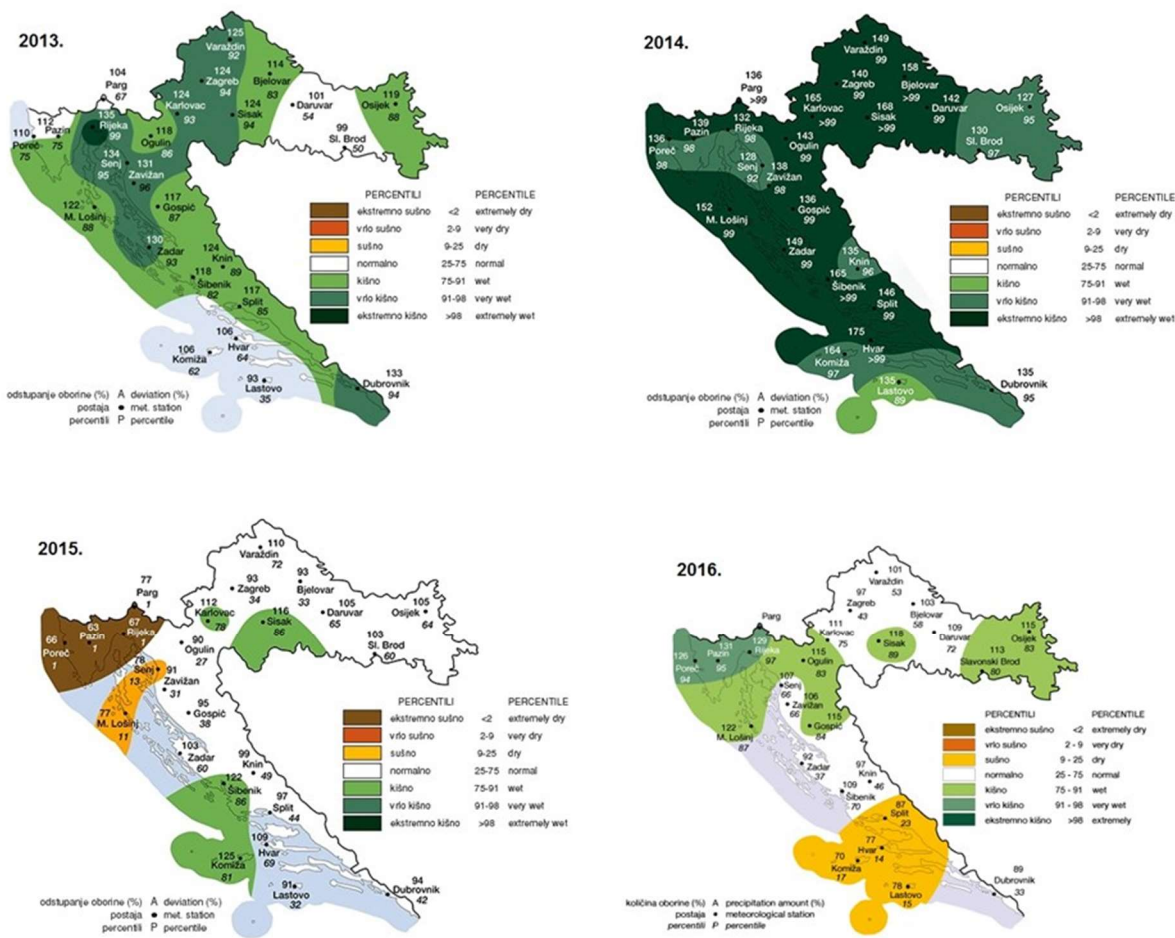 2013.
125
Varaždin
92
104
Parg
67
124
Zagreb
94
114
Bjelovar
83
124
Karlovac
93
124
Sisak
94
101
Daruvar
54
119
Osijek
88
99
Sl. Brod
50
110
Poreč
75
112
Pazin
75
135
Rijeka
99
118
Ogulin
86
134
Senj
95
131
Zavižan
96
122
M. Lošinj
88
117
Gospić
87
130
Zadar
93
124
Knin
89
118
Šibenik
82
117
Split
85
106
Hvar
64
106
Komiža
62
93
Lastovo
35
133
Dubrovnik
94
PERCENTILI PERCENTILE
ekstremno sušno <2 extremely dry
vrlo sušno 2-9 very dry
sušno 9-25 dry
normalno 25-75 normal
kišno 75-91 wet
vrlo kišno 91-98 very wet
ekstremno kišno >98 extremely wet
odstupanje oborine (%) A deviation (%)
postaja met. station
percentili P percentile
2014.
149
Varaždin
99
136
Parg
>99
140
Zagreb
99
158
Bjelovar
>99
165
Karlovac
>99
168
Sisak
>99
142
Daruvar
99
127
Osijek
95
130
Sl. Brod
97
136
Poreč
98
139
Pazin
98
132
Rijeka
98
143
Ogulin
99
128
Senj
92
138
Zavižan
98
152
M. Lošinj
99
136
Gospić
99
149
Zadar
99
135
Knin
96
165
Šibenik
>99
146
Split
99
175
Hvar
>99
164
Komiža
97
135
Lastovo
89
135
Dubrovnik
95
PERCENTILI PERCENTILE
ekstremno sušno <2 extremely dry
vrlo sušno 2-9 very dry
sušno 9-25 dry
normalno 25-75 normal
kišno 75-91 wet
vrlo kišno 91-98 very wet
ekstremno kišno >98 extremely wet
odstupanje oborine (%) A deviation (%)
postaja met. station
percentili P percentile
2015.
110
Varaždin
72
77
Parg
1
93
Zagreb
34
93
Bjelovar
33
112
Karlovac
78
116
Sisak
86
105
Daruvar
65
105
Osijek
64
103
Sl. Brod
60
66
Poreč
1
63
Pazin
1
67
Rijeka
1
90
Ogulin
27
78
Senj
13
91
Zavižan
31
77
M. Lošinj
11
95
Gospić
38
103
Zadar
60
99
Knin
49
122
Šibenik
86
97
Split
44
109
Hvar
69
125
Komiža
81
91
Lastovo
32
94
Dubrovnik
42
PERCENTILI PERCENTILE
ekstremno sušno <2 extremely dry
vrlo sušno 2-9 very dry
sušno 9-25 dry
normalno 25-75 normal
kišno 75-91 wet
vrlo kišno 91-98 very wet
ekstremno kišno >98 extremely wet
odstupanje oborine (%) A deviation (%)
postaja met. station
percentili P percentile
2016.
101
Varaždin
53
Parg
97
Zagreb
43
103
Bjelovar
58
111
Karlovac
75
118
Sisak
89
109
Daruvar
72
115
Osijek
83
113
Slavonski Brod
80
126
Poreč
94
131
Pazin
95
129
Rijeka
97
115
Ogulin
83
107
Senj
66
106
Zavižan
66
122
M. Lošinj
87
115
Gospić
84
92
Zadar
37
97
Knin
46
109
Šibenik
70
87
Split
23
77
Hvar
14
70
Komiža
17
78
Lastovo
15
89
Dubrovnik
33
PERCENTILI PERCENTILE
ekstremno sušno <2 extremely dry
vrlo sušno 2 - 9 very dry
sušno 9 - 25 dry
normalno 25 - 75 normal
kišno 75 - 91 wet
vrlo kišno 91 - 98 very wet
ekstremno kišno >98 extremely
količina oborine (%) A precipitation amount (%)
postaja meteorological station
percentili P percentile